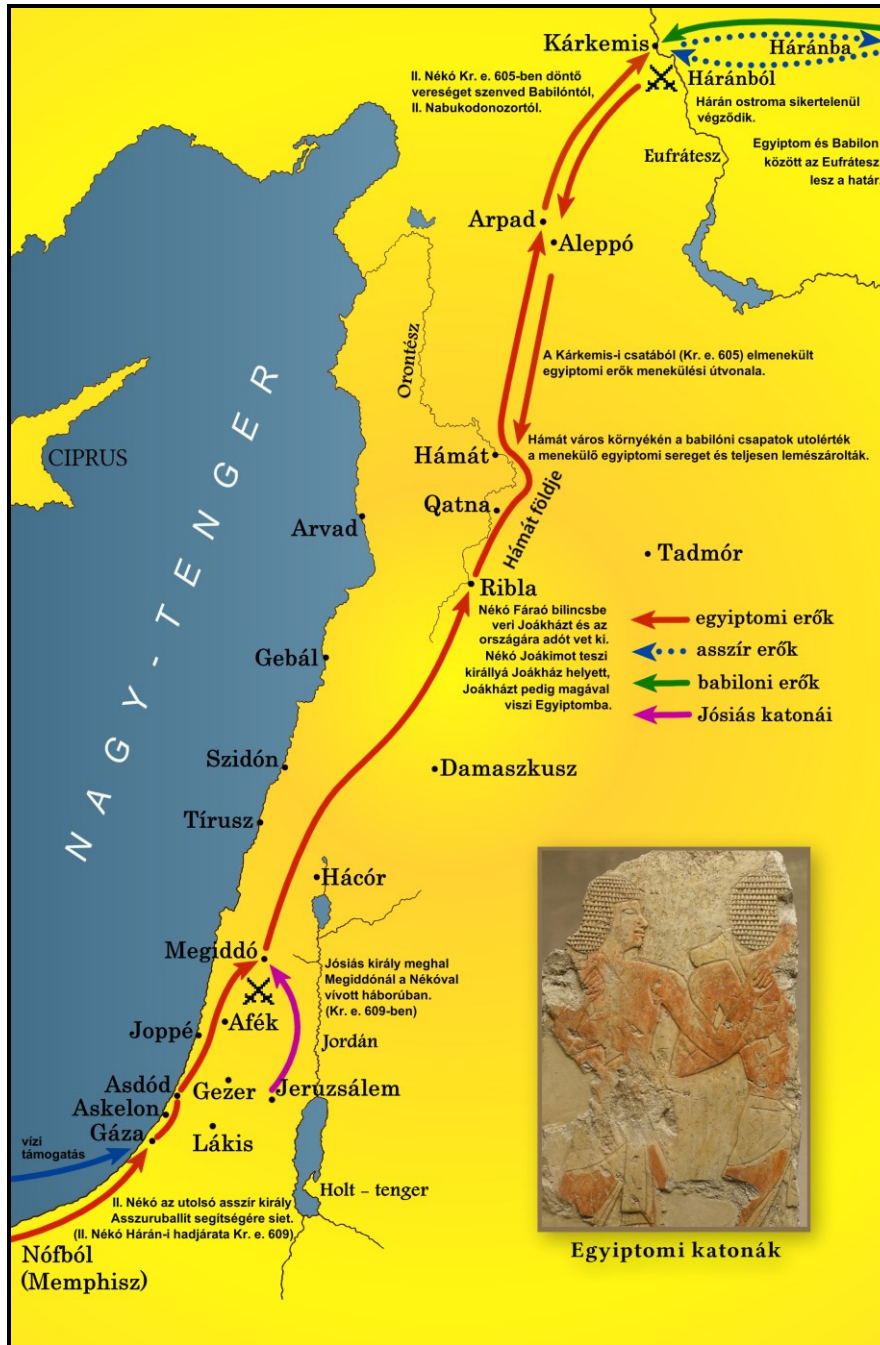 Kárkemis
Háránba
Háránból
II. Nékó Kr. e. 605-ben döntő
vereséget szenved Babilóntól,
II. Nabukodonozortól.
Hárán ostroma sikertelenül
végződik.
Egyiptom és Babilon
között az Eufrátesz
lesz a határ.
Eufrátesz
Arpad
Aleppó
Orontész
A Kárkemis-i csatából (Kr. e. 605) elmenekült
egyiptomi erők menekülési útvonala.
Hámát város környékén a babilóni csapatok utolérték
a menekülő egyiptomi sereget és teljesen lemészárolták.
CIPRUS
NAGY-TENGER
Hámát
Qatna
Hámát földje
Arvad
Tadmór
Ribla
Nékó Fáraó bilincsbe
veri Joákházt és az
országára adót vet ki.
Nékó Joákimot teszi
királlyá Joákház helyett,
Joákházt pedig magával
viszi Egyiptomba.
egyiptomi erők
asszír erők
babiloni erők
Jósiás katonái
Gebál
Szidón
Damaszkusz
Tírusz
Hácór
Megiddó
Jósiás király meghal
Megiddónál a Nékóval
vívott háborúban.
(Kr. e. 609-ben)
Afék
Joppé
Jordán
Asdód
Gezer
Jeruzsálem
Askelon
Gáza
Lákis
vízi
támogatás
Holt - tenger
II. Nékó az utolsó asszír király
Asszuruballit segítségére siet.
(II. Nékó Hárán-i hadjárata Kr. e. 609)
Nófból
(Memphisz)
Egyiptomi katonák